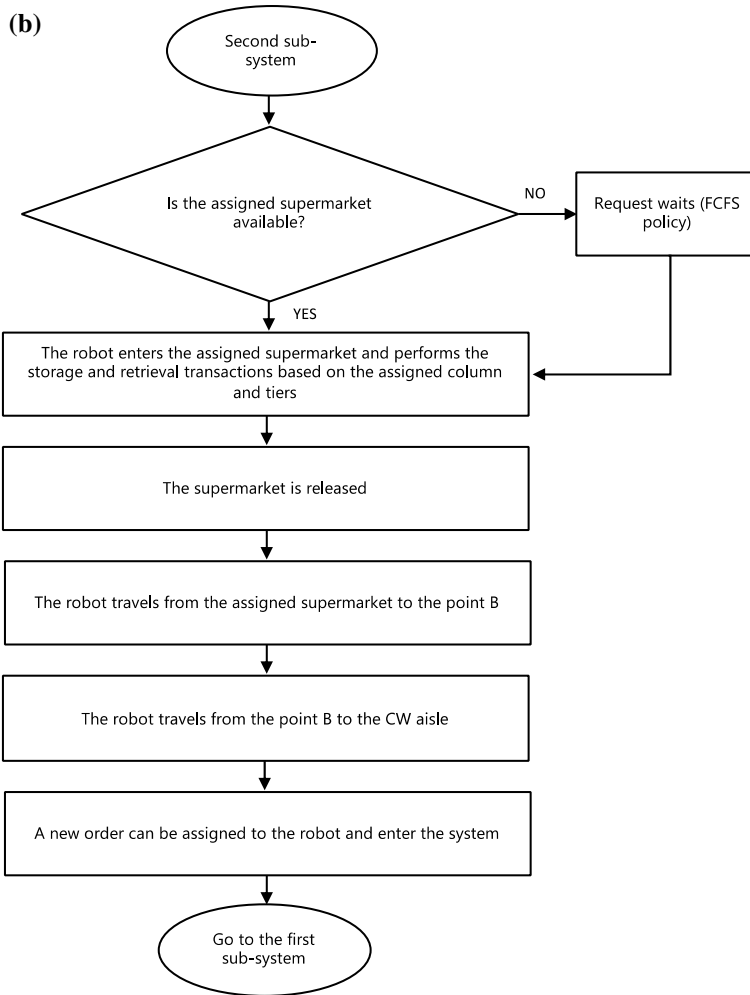 (b)
Second sub-
system
Is the assigned supermarket
available?
NO
Request waits (FCFS
policy)
YES
The robot enters the assigned supermarket and performs the
storage and retrieval transactions based on the assigned column
and tiers
The supermarket is released
The robot travels from the assigned supermarket to the point B
The robot travels from the point B to the CW aisle
A new order can be assigned to the robot and enter the system
Go to the first
sub-system